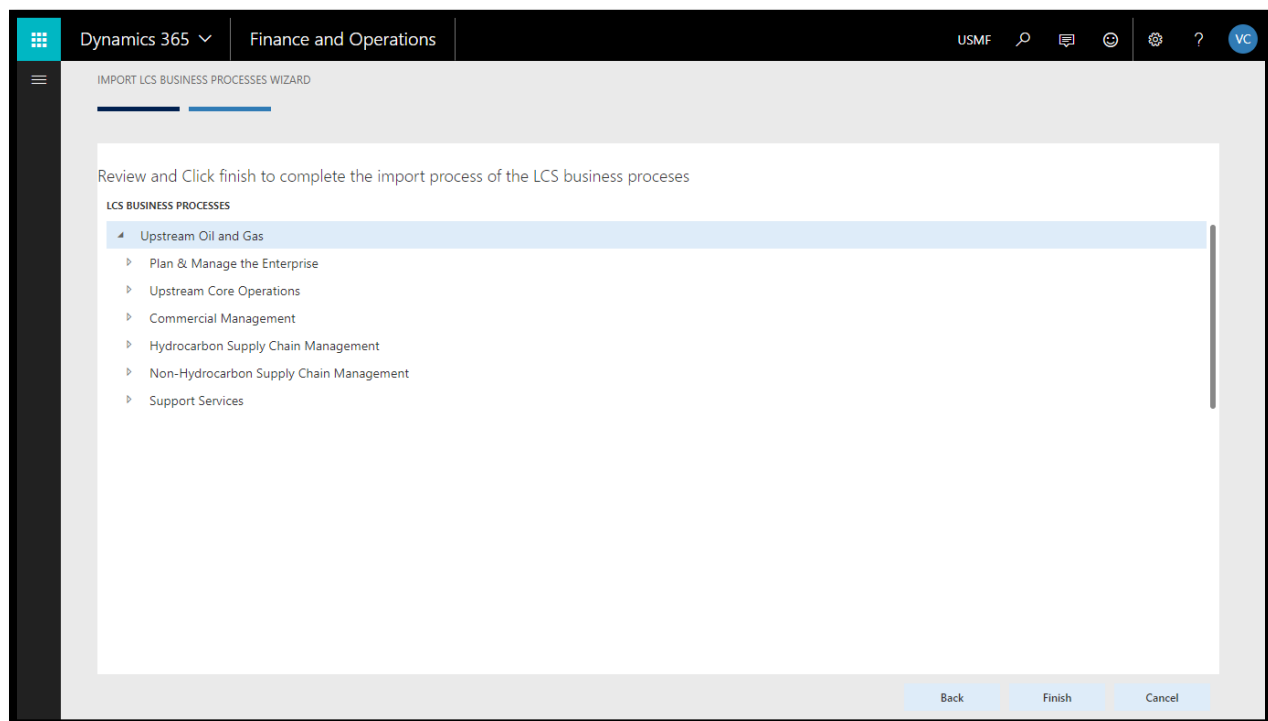 Dynamics 365 Finance and Operations USMF ? VC
IMPORT LCS BUSINESS PROCESSES WIZARD
Review and Click finish to complete the import process of the LCS business proceses
LCS BUSINESS PROCESSES
Upstream Oil and Gas
Plan & Manage the Enterprise
Upstream Core Operations
Commercial Management
Hydrocarbon Supply Chain Management
Non-Hydrocarbon Supply Chain Management
Support Services
Back Finish Cancel